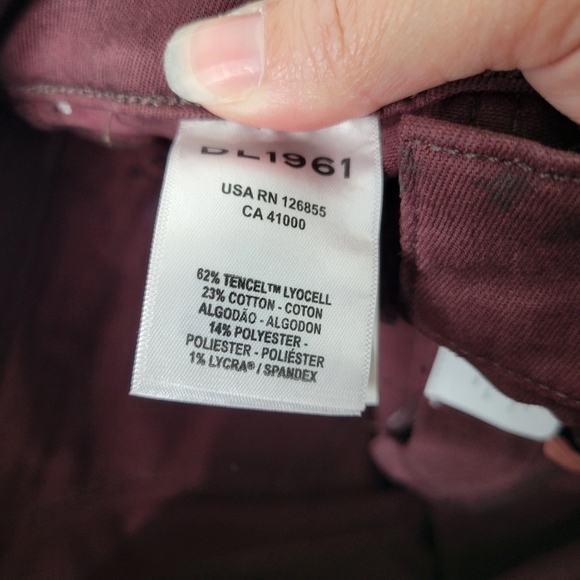 DL1961
USA RN 126855
CA 41000
62% TENCEL™ LYOCELL
23% COTTON - COTON
ALGODÃO - ALGODON
14% POLYESTER -
POLIESTER - POLIÉSTER
1% LYCRA® / SPANDEX